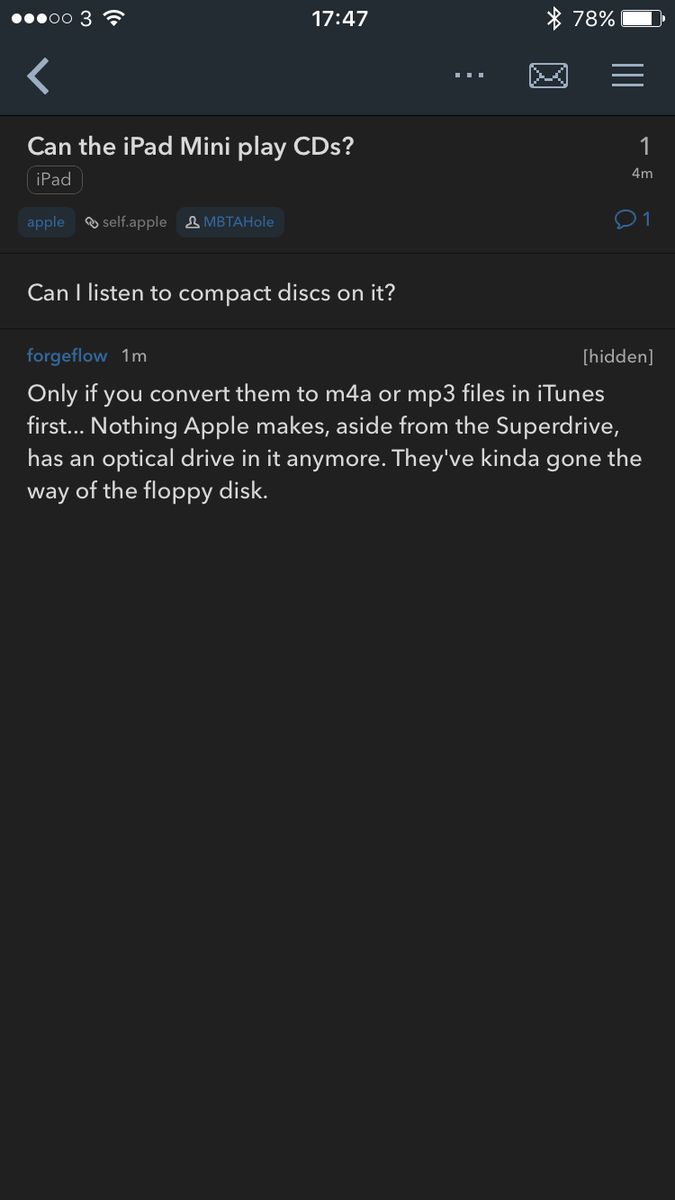 3 17:47 78%
Can the iPad Mini play CDs? 1
iPad 4m
apple self.apple MBTAHole 1
Can I listen to compact discs on it?
forgeflow 1m [hidden]
Only if you convert them to m4a or mp3 files in iTunes
first... Nothing Apple makes, aside from the Superdrive,
has an optical drive in it anymore. They've kinda gone the
way of the floppy disk.